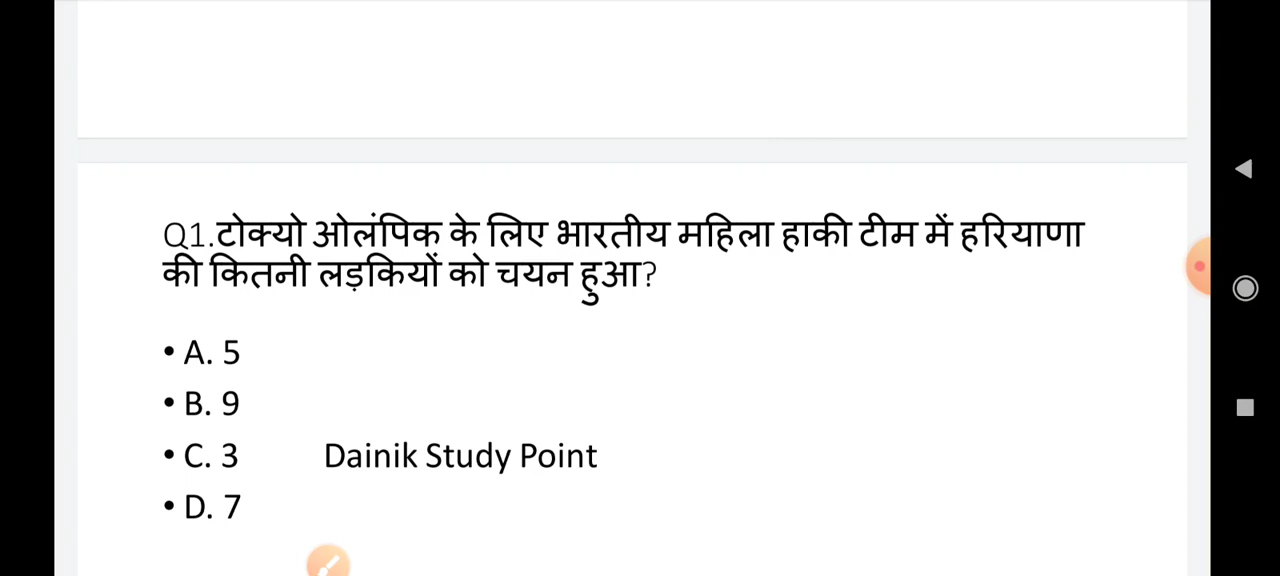 Q1.टोक्यो ओलंपिक के लिए भारतीय महिला हाकी टीम में हरियाणा
की कितनी लड़कियों को चयन हुआ?
• A. 5
• B. 9
• C. 3 Dainik Study Point
• D. 7